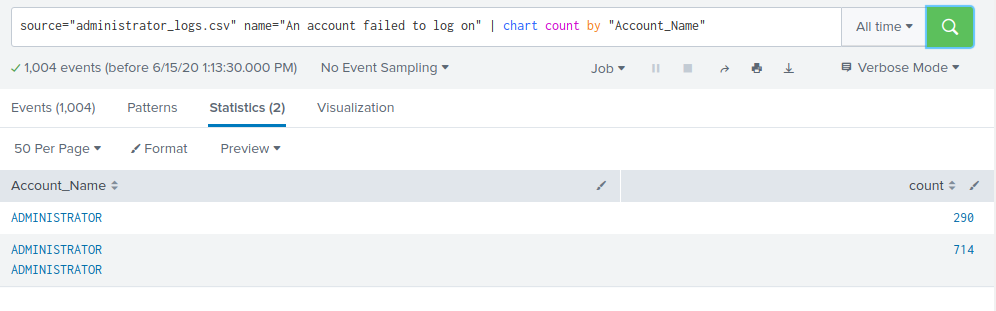 source="administrator_logs.csv" name="An account failed to log on" | chart count by "Account_Name"
All time
1,004 events (before 6/15/20 1:13:30.000 PM)
No Event Sampling
Job
Verbose Mode
Events (1,004)
Patterns
Statistics (2)
Visualization
50 Per Page
Format
Preview
Account_Name
count
ADMINISTRATOR
290
ADMINISTRATOR
714
ADMINISTRATOR